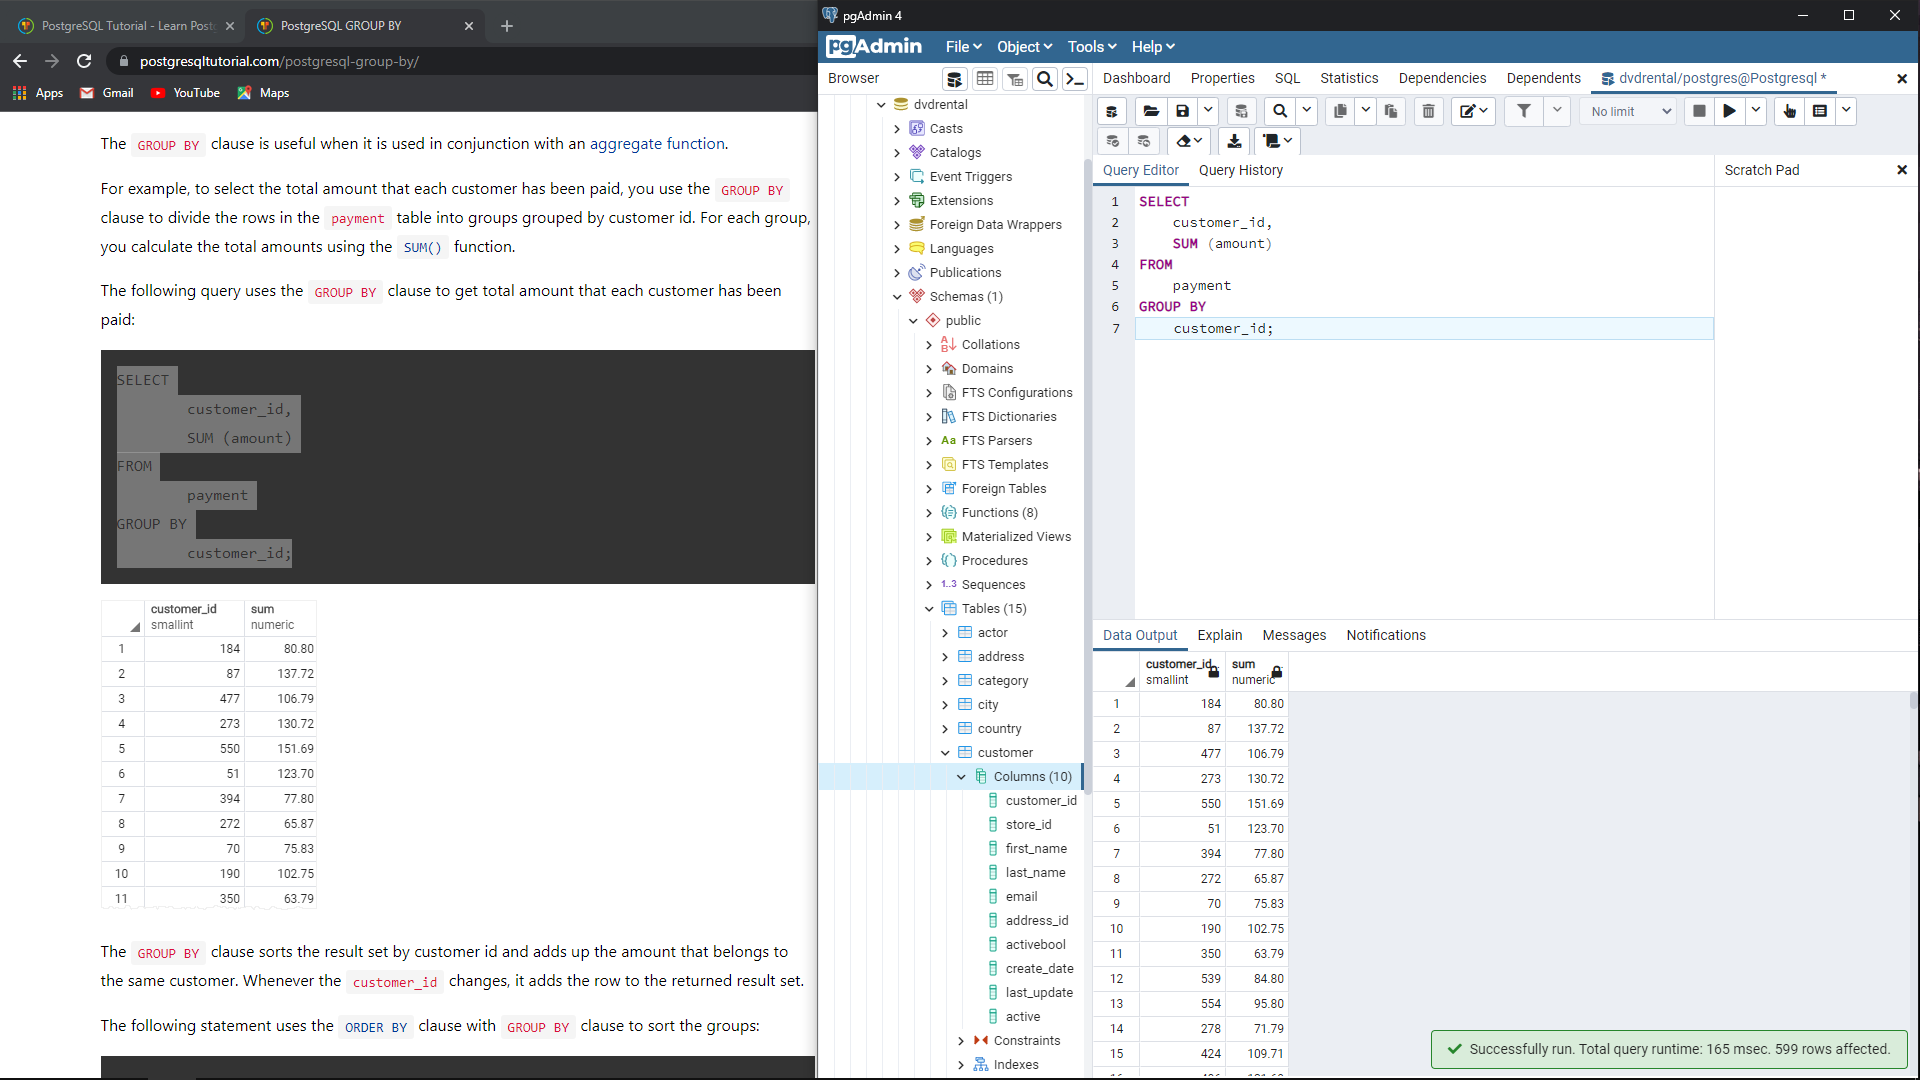 PostgreSQL Tutorial - Learn Post
PostgreSQL GROUP BY
postgresqltutorial.com/postgresql-group-by/
Apps
Gmail
YouTube
Maps
The GROUP BY clause is useful when it is used in conjunction with an aggregate function.
For example, to select the total amount that each customer has been paid, you use the GROUP BY
clause to divide the rows in the payment table into groups grouped by customer id. For each group,
you calculate the total amounts using the SUM() function.
The following query uses the GROUP BY clause to get total amount that each customer has been
paid:
SELECT
customer_id,
SUM (amount)
FROM
payment
GROUP BY
customer_id;
customer_id sum
smallint numeric
1 184 80.80
2 87 137.72
3 477 106.79
4 273 130.72
5 550 151.69
6 51 123.70
7 394 77.80
8 272 65.87
9 70 75.83
10 190 102.75
11 350 63.79
The GROUP BY clause sorts the result set by customer id and adds up the amount that belongs to
the same customer. Whenever the customer_id changes, it adds the row to the returned result set.
The following statement uses the ORDER BY clause with GROUP BY clause to sort the groups:
pgAdmin 4
pgAdmin File Object Tools Help
Browser
dvdrental
Casts
Catalogs
Event Triggers
Extensions
Foreign Data Wrappers
Languages
Publications
Schemas (1)
public
Collations
Domains
FTS Configurations
FTS Dictionaries
Aa FTS Parsers
FTS Templates
Foreign Tables
Functions (8)
Materialized Views
Procedures
1..3 Sequences
Tables (15)
actor
address
category
city
country
customer
Columns (10)
customer_id
store_id
first_name
last_name
email
address_id
activebool
create_date
last_update
active
Constraints
Indexes
Dashboard Properties SQL Statistics Dependencies Dependents dvdrental/postgres@Postgresql *
No limit
Query Editor Query History
Scratch Pad
1 SELECT
2 customer_id,
3 SUM (amount)
4 FROM
5 payment
6 GROUP BY
7 customer_id;
Data Output Explain Messages Notifications
customer_id sum
smallint numeric
1 184 80.80
2 87 137.72
3 477 106.79
4 273 130.72
5 550 151.69
6 51 123.70
7 394 77.80
8 272 65.87
9 70 75.83
10 190 102.75
11 350 63.79
12 539 84.80
13 554 95.80
14 278 71.79
15 424 109.71
Successfully run. Total query runtime: 165 msec. 599 rows affected.